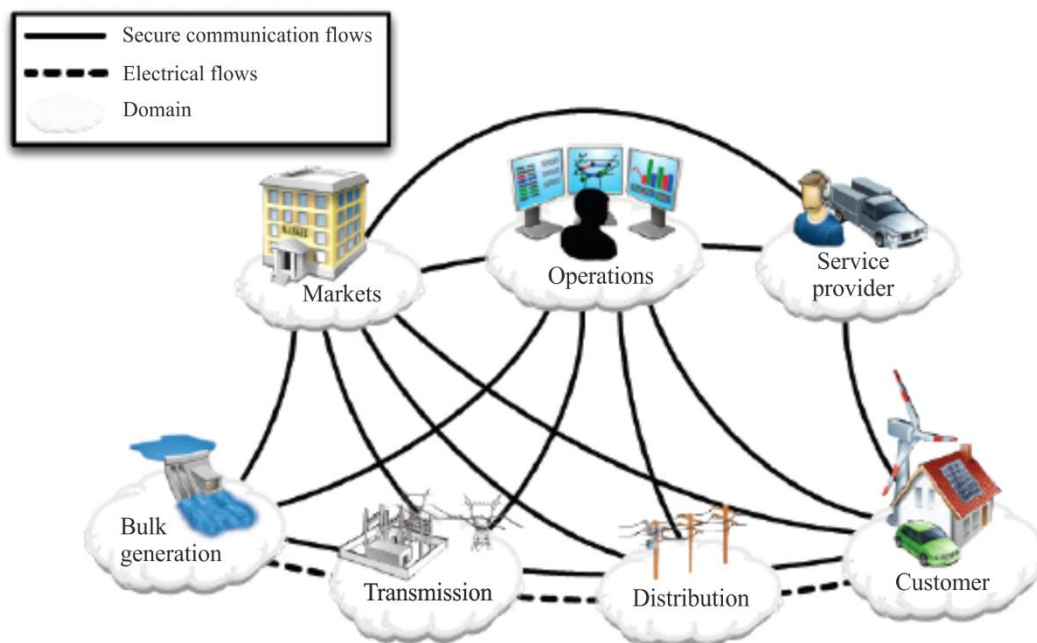 Secure communication flows
Electrical flows
Domain
Markets
Operations
Service
provider
Bulk
generation
Transmission
Distribution
Customer